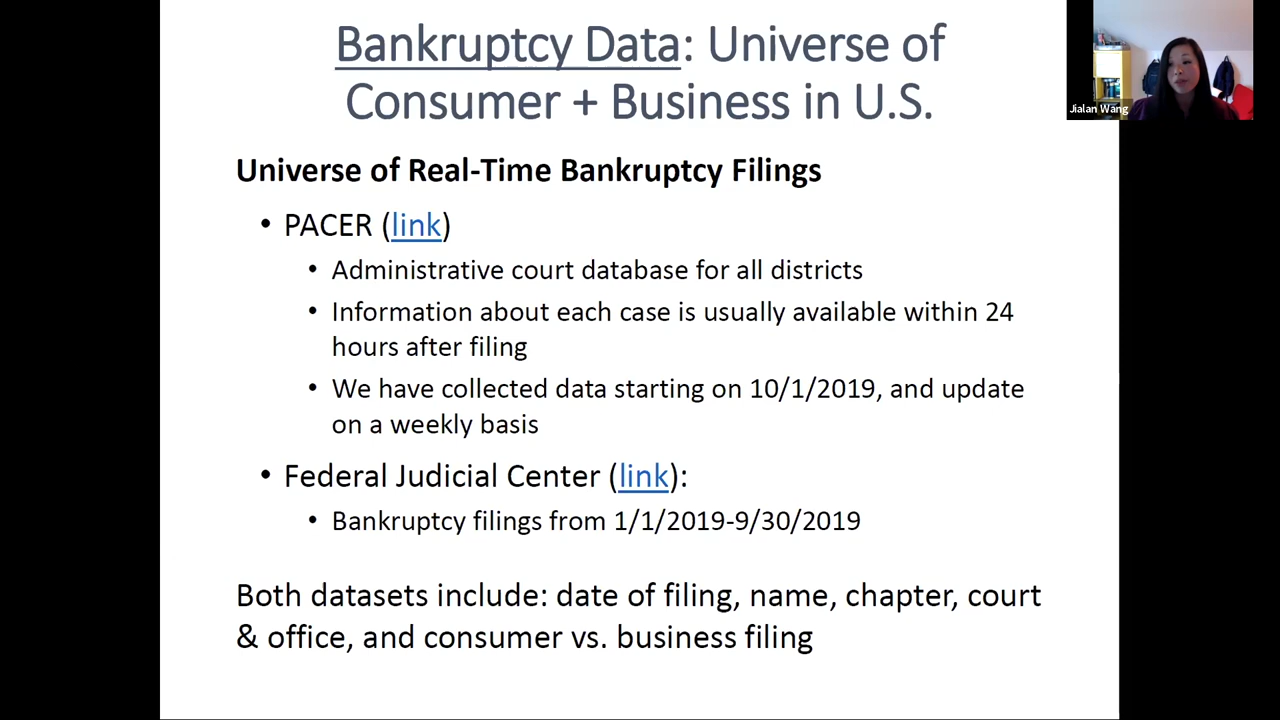 Bankruptcy Data: Universe of
Consumer + Business in U.S.
Jialan Wang
Universe of Real-Time Bankruptcy Filings
• PACER (link)
• Administrative court database for all districts
• Information about each case is usually available within 24
hours after filing
• We have collected data starting on 10/1/2019, and update
on a weekly basis
• Federal Judicial Center (link):
• Bankruptcy filings from 1/1/2019-9/30/2019
Both datasets include: date of filing, name, chapter, court
& office, and consumer vs. business filing